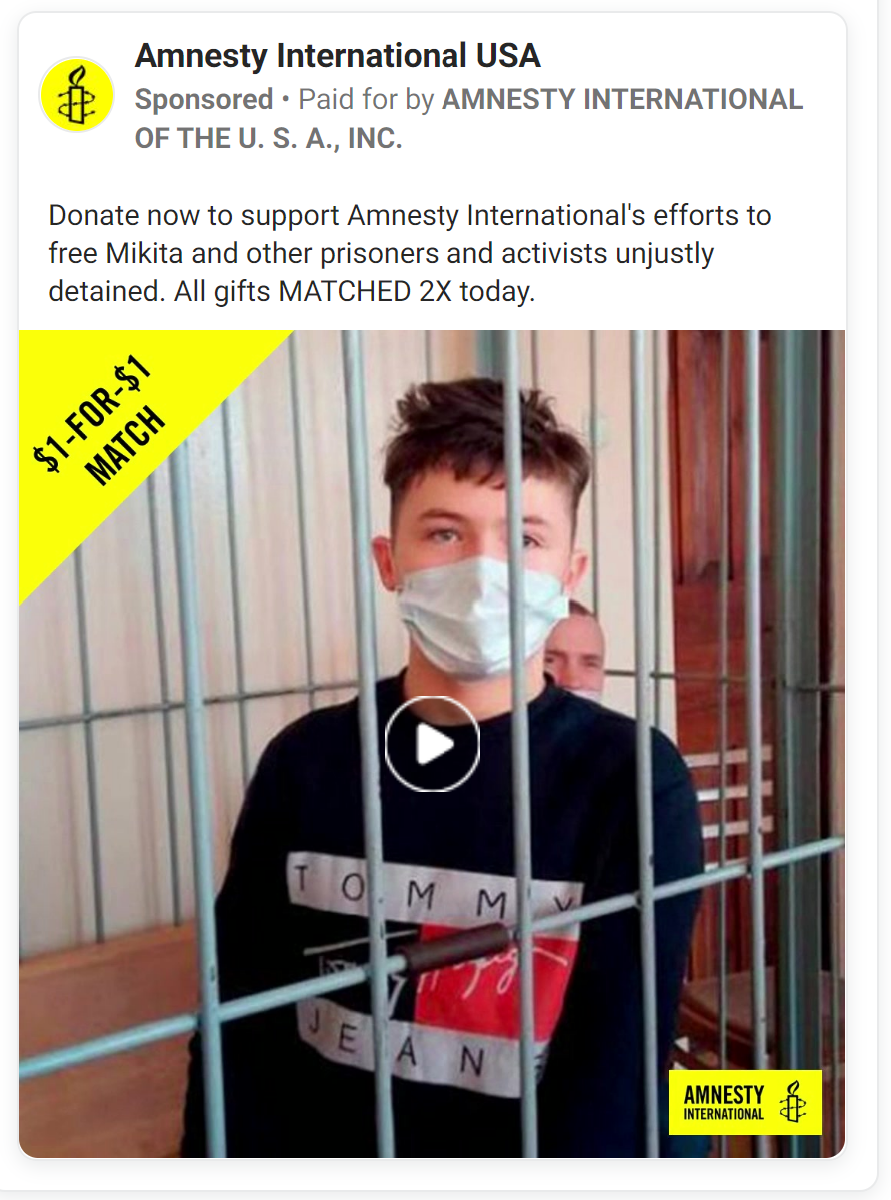 Amnesty International USA
Sponsored • Paid for by AMNESTY INTERNATIONAL
OF THE U. S. A., INC.
Donate now to support Amnesty International's efforts to
free Mikita and other prisoners and activists unjustly
detained. All gifts MATCHED 2X today.
$1-FOR-$1
MATCH
TOMMY
JEANS
AMNESTY
INTERNATIONAL